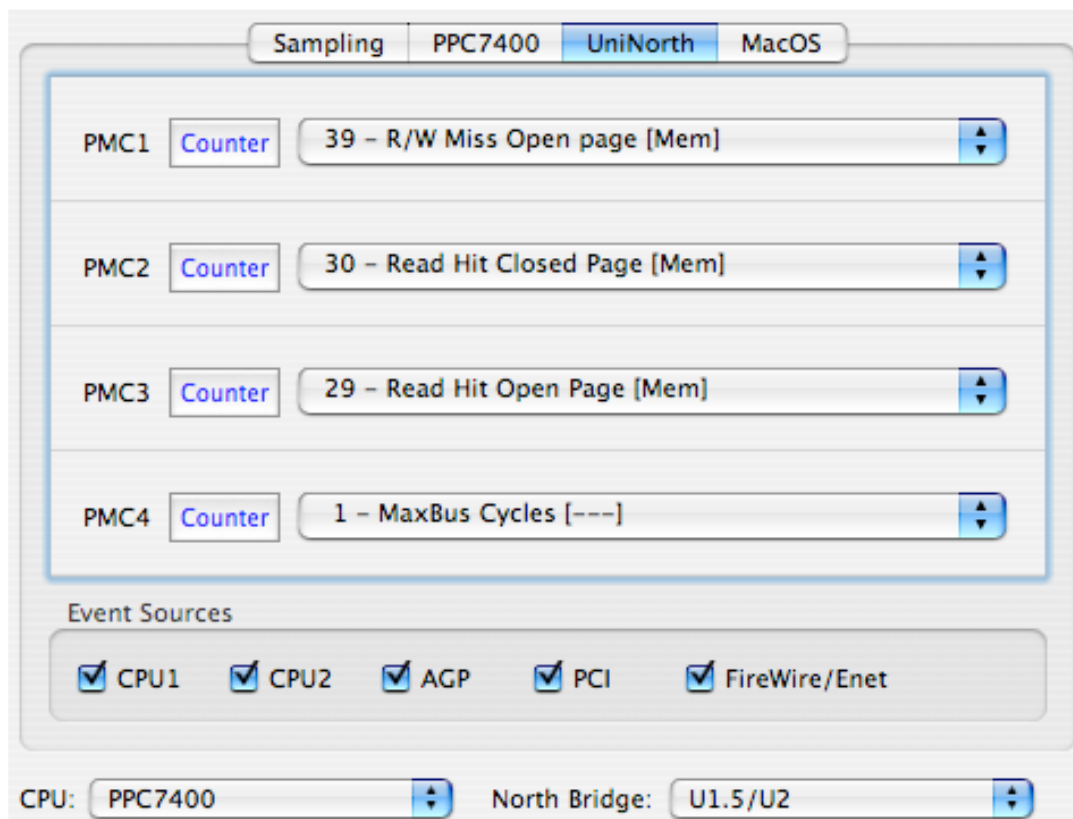 Sampling PPC7400 UniNorth MacOS
PMC1 Counter 39 - R/W Miss Open page [Mem]
PMC2 Counter 30 - Read Hit Closed Page [Mem]
PMC3 Counter 29 - Read Hit Open Page [Mem]
PMC4 Counter 1 - MaxBus Cycles [---]
Event Sources
CPU1 CPU2 AGP PCI FireWire/Enet
CPU: PPC7400 North Bridge: U1.5/U2